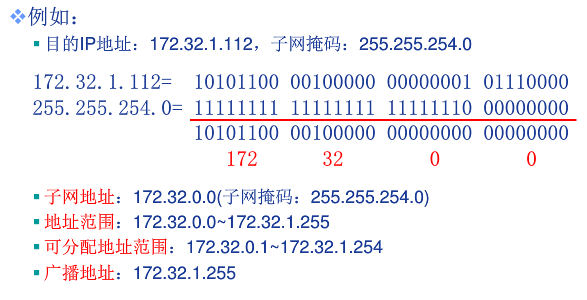 例如：
目的IP地址：172.32.1.112，子网掩码：255.255.254.0
172.32.1.112= 10101100 00100000 00000001 01110000
255.255.254.0= 11111111 11111111 11111110 00000000
10101100 00100000 00000000 00000000
172 32 0 0
子网地址：172.32.0.0(子网掩码：255.255.254.0)
地址范围：172.32.0.0~172.32.1.255
可分配地址范围：172.32.0.1~172.32.1.254
广播地址：172.32.1.255